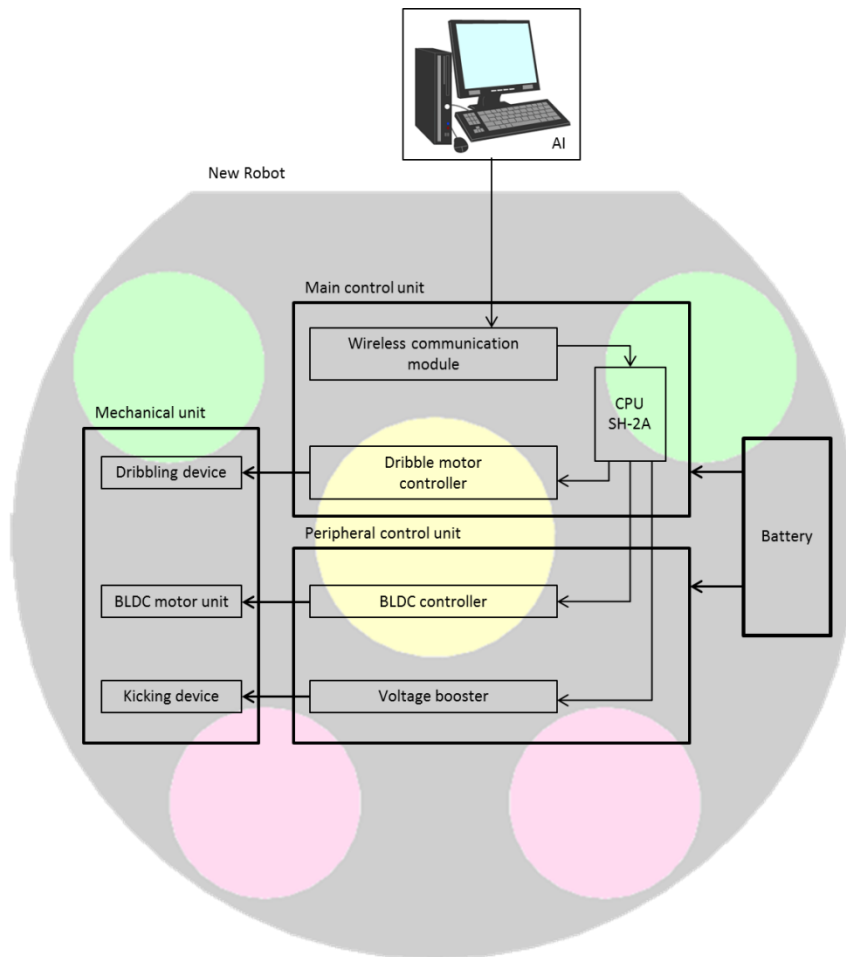 AI
New Robot
Main control unit
Wireless communication
module
CPU
SH-2A
Mechanical unit
Dribbling device
Dribble motor
controller
Peripheral control unit
Battery
BLDC motor unit
BLDC controller
Kicking device
Voltage booster